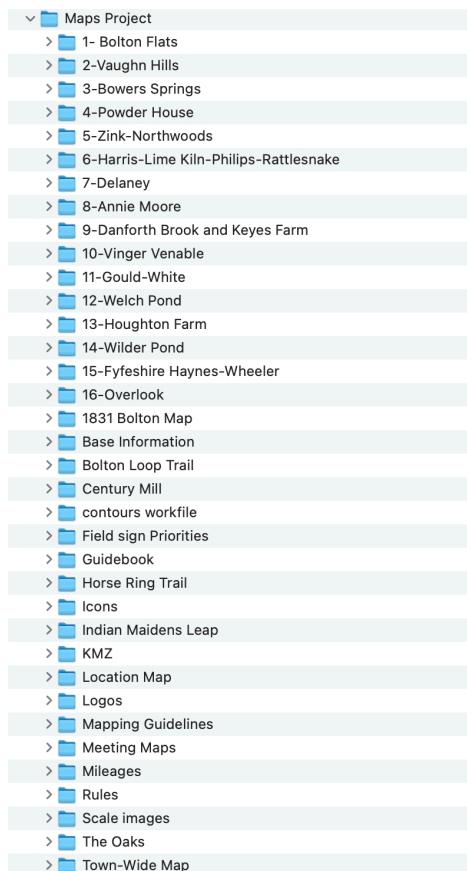 Maps Project
1- Bolton Flats
2-Vaughn Hills
3-Bowers Springs
4-Powder House
5-Zink-Northwoods
6-Harris-Lime Kiln-Philips-Rattlesnake
7-Delaney
8-Annie Moore
9-Danforth Brook and Keyes Farm
10-Vinger Venable
11-Gould-White
12-Welch Pond
13-Houghton Farm
14-Wilder Pond
15-Fyfeshire Haynes-Wheeler
16-Overlook
1831 Bolton Map
Base Information
Bolton Loop Trail
Century Mill
contours workfile
Field sign Priorities
Guidebook
Horse Ring Trail
Icons
Indian Maidens Leap
KMZ
Location Map
Logos
Mapping Guidelines
Meeting Maps
Mileages
Rules
Scale images
The Oaks
Town-Wide Map